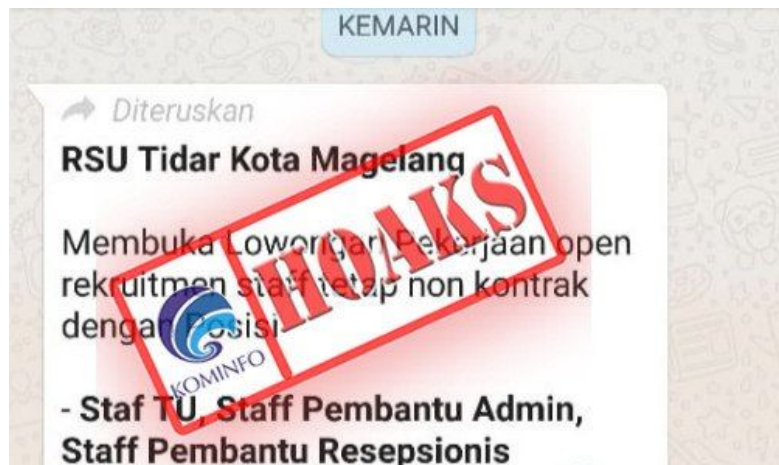 KEMARIN
Diteruskan
RSU Tidar Kota Magelang
Membuka Lowongan Pekerjaan open
rekruitmen staff tetap non kontrak
dengan Posisi
HOAKS
KOMINFO
- Staf TU, Staff Pembantu Admin,
Staff Pembantu Resepsionis